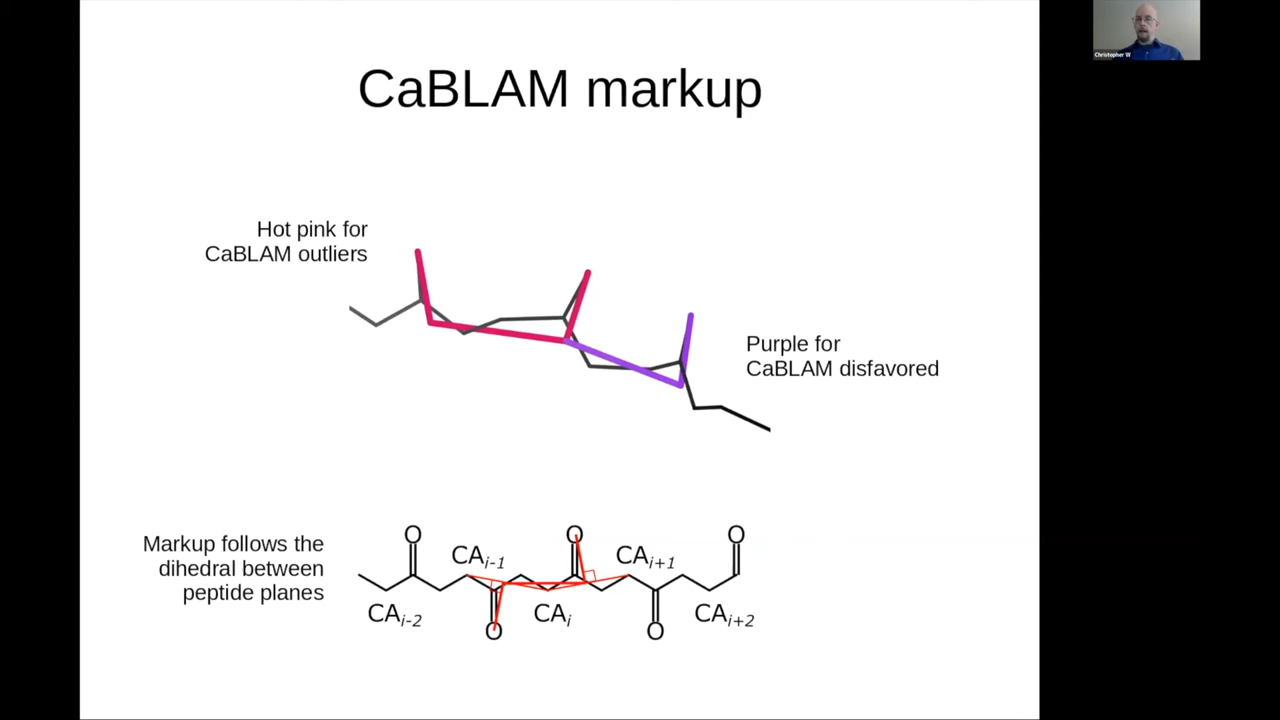 CaBLAM markup
Christopher W
Hot pink for
CaBLAM outliers
Purple for
CaBLAM disfavored
Markup follows the
dihedral between
peptide planes
O O O
CAi-1 CAi+1
CAi-2 CAi CAi+2
O O